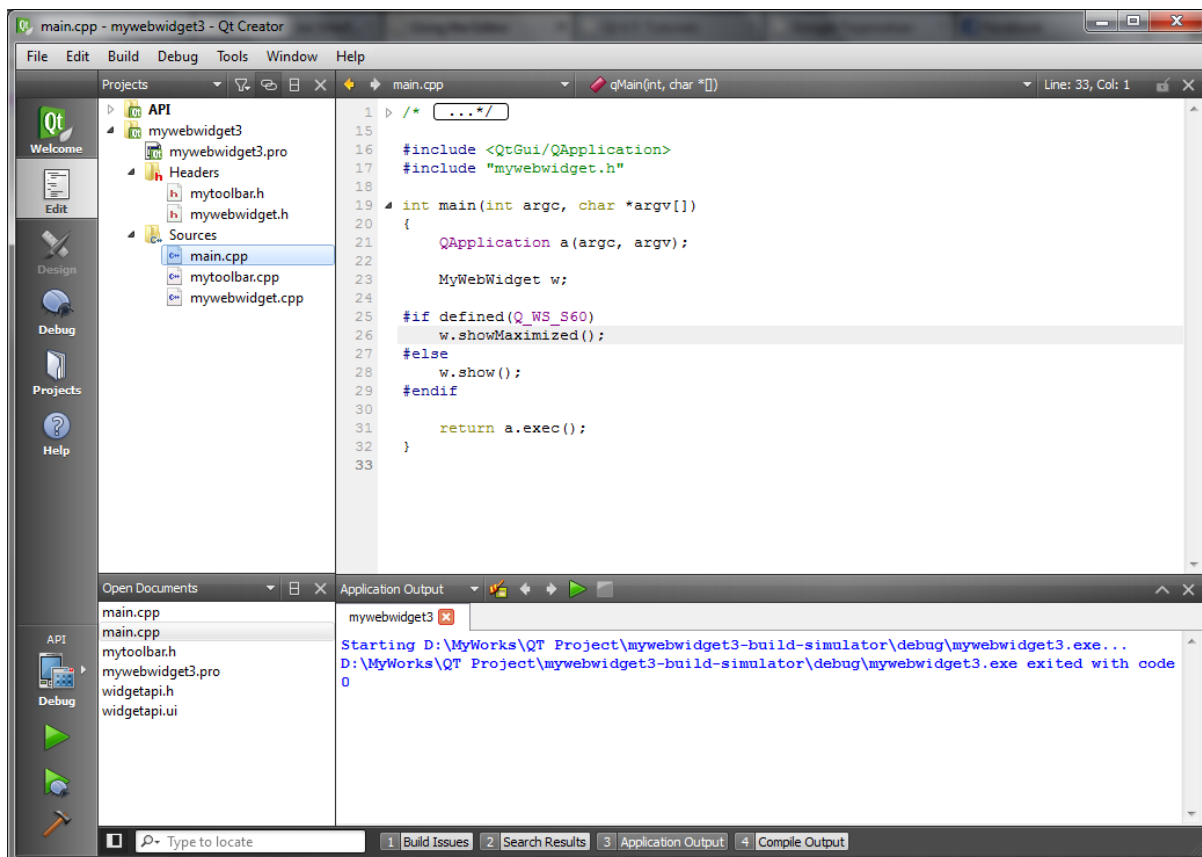 main.cpp - mywebwidget3 - Qt Creator
File Edit Build Debug Tools Window Help
Projects
main.cpp
qMain(int, char *[])
Line: 33, Col: 1
Qt
Welcome
Edit
Design
Debug
Projects
Help
API
mywebwidget3
mywebwidget3.pro
Headers
mytoolbar.h
mywebwidget.h
Sources
main.cpp
mytoolbar.cpp
mywebwidget.cpp
1 /* ...*/
15
16 #include <QtGui/QApplication>
17 #include "mywebwidget.h"
18
19 int main(int argc, char *argv[])
20 {
21 QApplication a(argc, argv);
22
23 MyWebWidget w;
24
25 #if defined(Q_WS_S60)
26 w.showMaximized();
27 #else
28 w.show();
29 #endif
30
31 return a.exec();
32 }
33
Open Documents
main.cpp
main.cpp
mytoolbar.h
mywebwidget3.pro
widgetapi.h
widgetapi.ui
API
Debug
Application Output
mywebwidget3
Starting D:\MyWorks\QT Project\mywebwidget3-build-simulator\debug\mywebwidget3.exe...
D:\MyWorks\QT Project\mywebwidget3-build-simulator\debug\mywebwidget3.exe exited with code
0
Type to locate
1 Build Issues 2 Search Results 3 Application Output 4 Compile Output